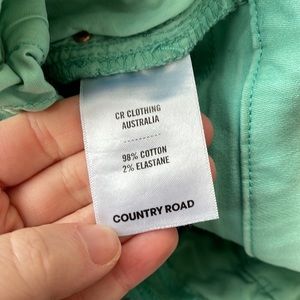 CR CLOTHING
AUSTRALIA
----------
98% COTTON
2% ELASTANE
COUNTRY ROAD